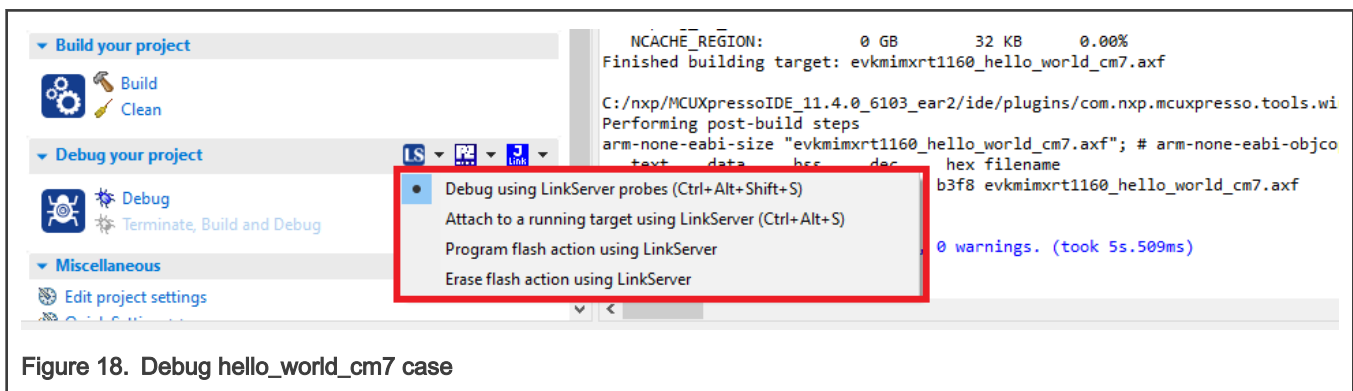 Build your project
Build
Clean
Debug your project
LS
Link
Debug
Terminate, Build and Debug
Miscellaneous
Edit project settings
Debug using LinkServer probes (Ctrl+Alt+Shift+S)
Attach to a running target using LinkServer (Ctrl+Alt+S)
Program flash action using LinkServer
Erase flash action using LinkServer
NCACHE_REGION: 0 GB 32 KB 0.00%
Finished building target: evkmimxrt1160_hello_world_cm7.axf
C:/nxp/MCUXpressoIDE_11.4.0_6103_ear2/ide/plugins/com.nxp.mcuxpresso.tools.wi
Performing post-build steps
arm-none-eabi-size "evkmimxrt1160_hello_world_cm7.axf"; # arm-none-eabi-objco
text data bss dec hex filename
b3f8 evkmimxrt1160_hello_world_cm7.axf
0 warnings. (took 5s.509ms)
Figure 18. Debug hello_world_cm7 case